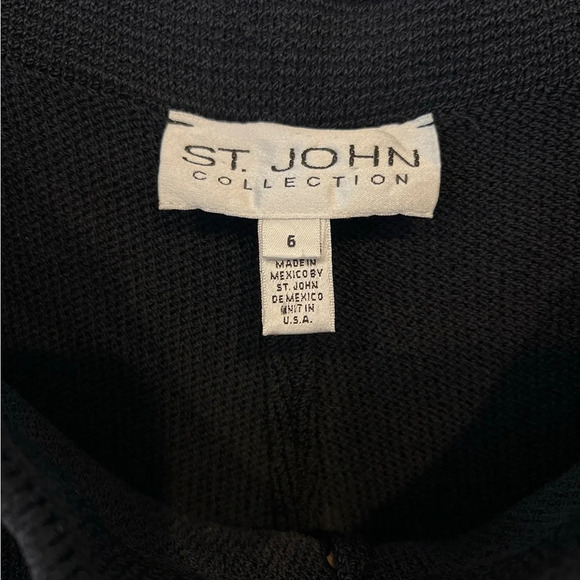 ST. JOHN
COLLECTION
6
MADE IN
MEXICO BY
ST. JOHN
DE MEXICO
KNIT IN
U.S.A.